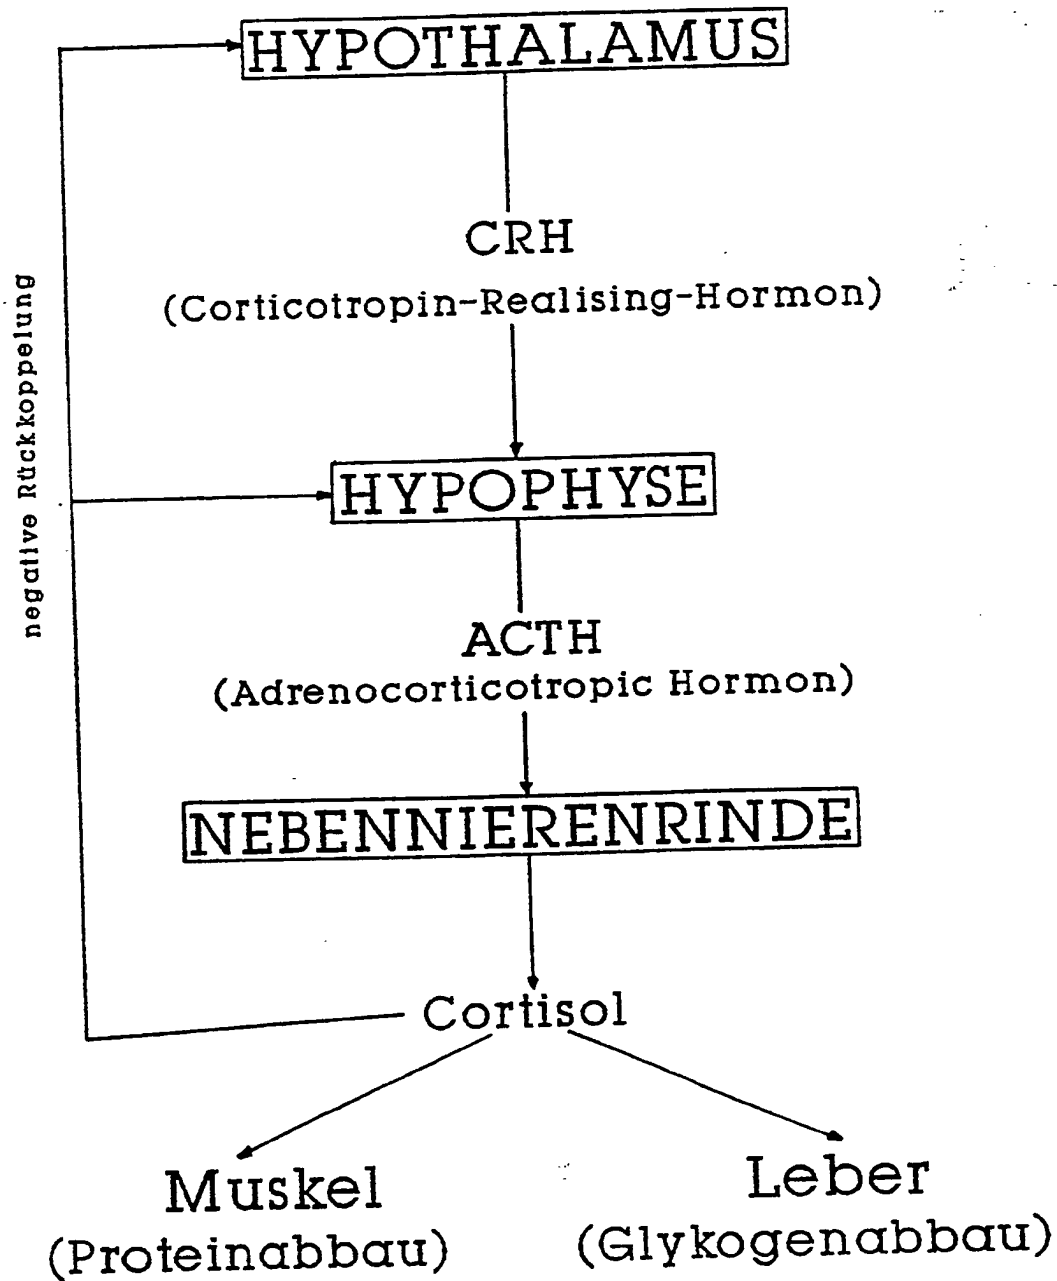 HYPOTHALAMUS
CRH
(Corticotropin-Realising-Hormon)
negative Rückkoppelung
HYPOPHYSE
ACTH
(Adrenocorticotropic Hormon)
NEBENNIERENRINDE
Cortisol
Muskel
(Proteinabbau)
Leber
(Glykogenabbau)